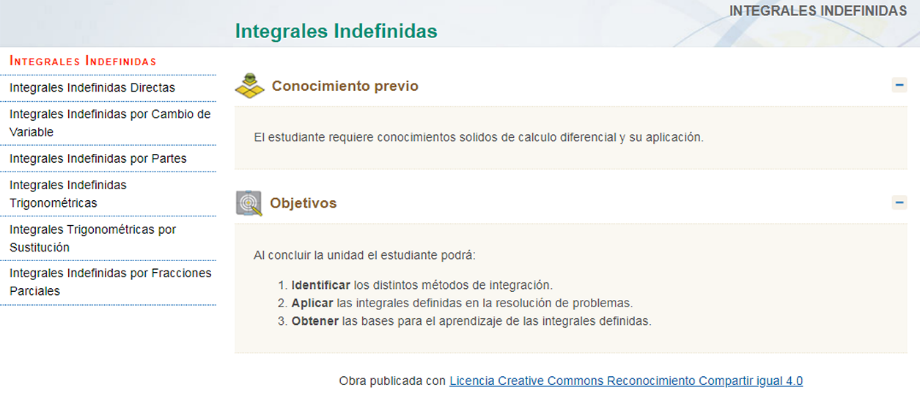 INTEGRALES INDEFINIDAS
Integrales Indefinidas
Integrales Indefinidas
Integrales Indefinidas Directas
Integrales Indefinidas por Cambio de
Variable
Integrales Indefinidas por Partes
Integrales Indefinidas
Trigonométricas
Integrales Trigonométricas por
Sustitución
Integrales Indefinidas por Fracciones
Parciales
Conocimiento previo
El estudiante requiere conocimientos solidos de calculo diferencial y su aplicación.
Objetivos
Al concluir la unidad el estudiante podrá:
1. Identificar los distintos métodos de integración.
2. Aplicar las integrales definidas en la resolución de problemas.
3. Obtener las bases para el aprendizaje de las integrales definidas.
Obra publicada con Licencia Creative Commons Reconocimiento Compartir igual 4.0